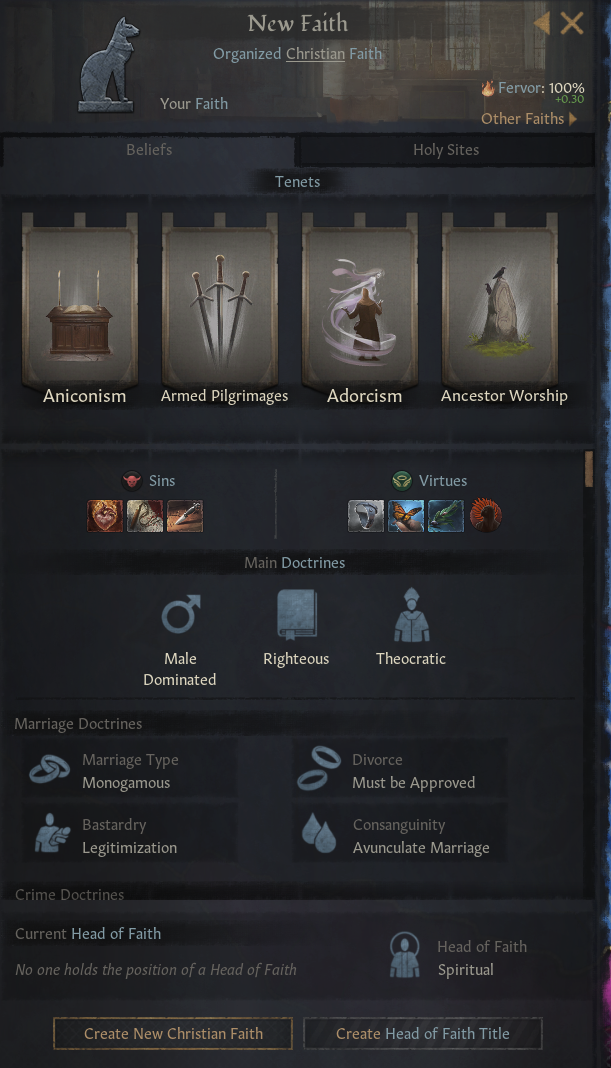 New Faith
Organized Christian Faith
Your Faith
Fervor: 100%
+0.30
Other Faiths
Beliefs
Holy Sites
Tenets
Aniconism
Armed Pilgrimages
Adorcism
Ancestor Worship
Sins
Virtues
Main Doctrines
Male
Dominated
Righteous
Theocratic
Marriage Doctrines
Marriage Type
Monogamous
Divorce
Must be Approved
Bastardry
Legitimization
Consanguinity
Avunculate Marriage
Crime Doctrines
Current Head of Faith
No one holds the position of a Head of Faith
Head of Faith
Spiritual
Create New Christian Faith
Create Head of Faith Title